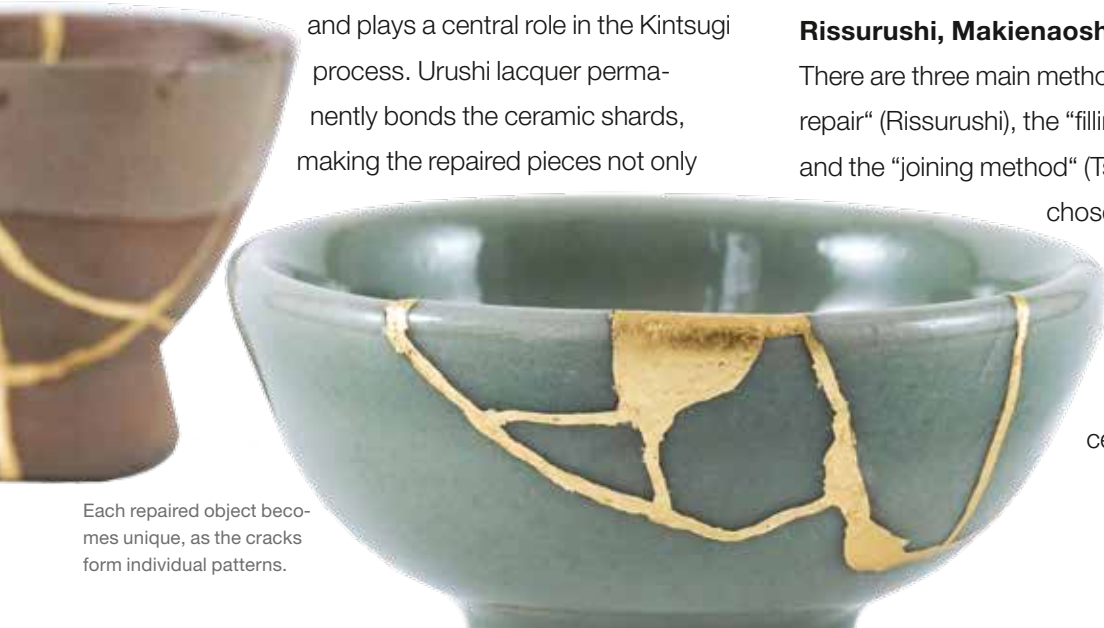 and plays a central role in the Kintsugi
process. Urushi lacquer perma-
nently bonds the ceramic shards,
making the repaired pieces not only
Each repaired object beco-
mes unique, as the cracks
form individual patterns.
Rissurushi,
There are three main
repair“ (Rissurushi), the
and the “joining method“